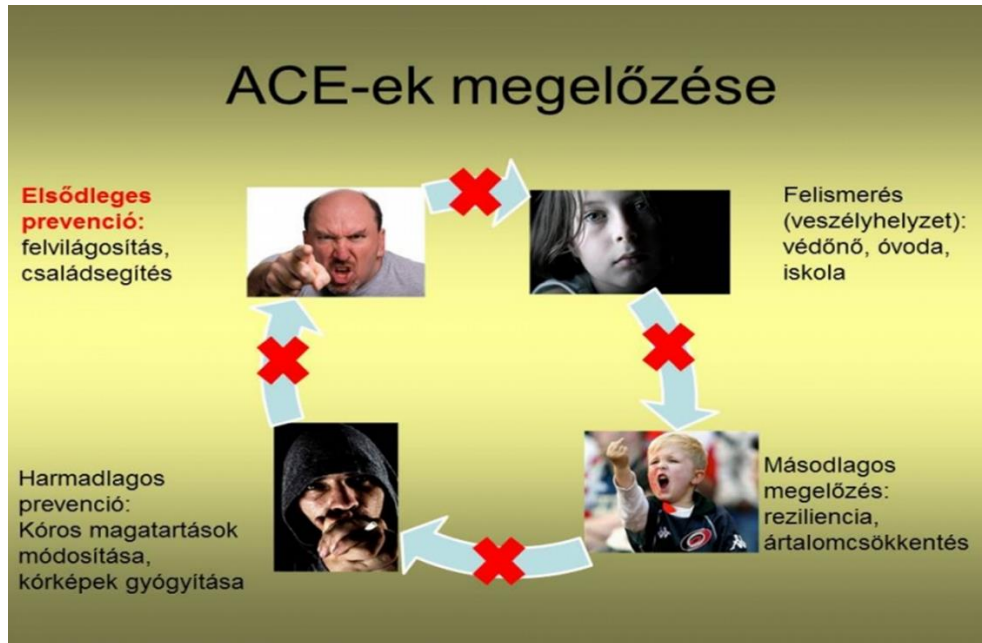 ACE-ek megelőzése
Elsődleges
prevenció:
felvilágosítás,
családsegítés
Felismerés
(veszélyhelyzet):
védőnő, óvoda,
iskola
Harmadlagos
prevenció:
Kóros magatartások
módosítása,
kórképek gyógyítása
Másodlagos
megelőzés:
reziliencia,
ártalomcsökkentés